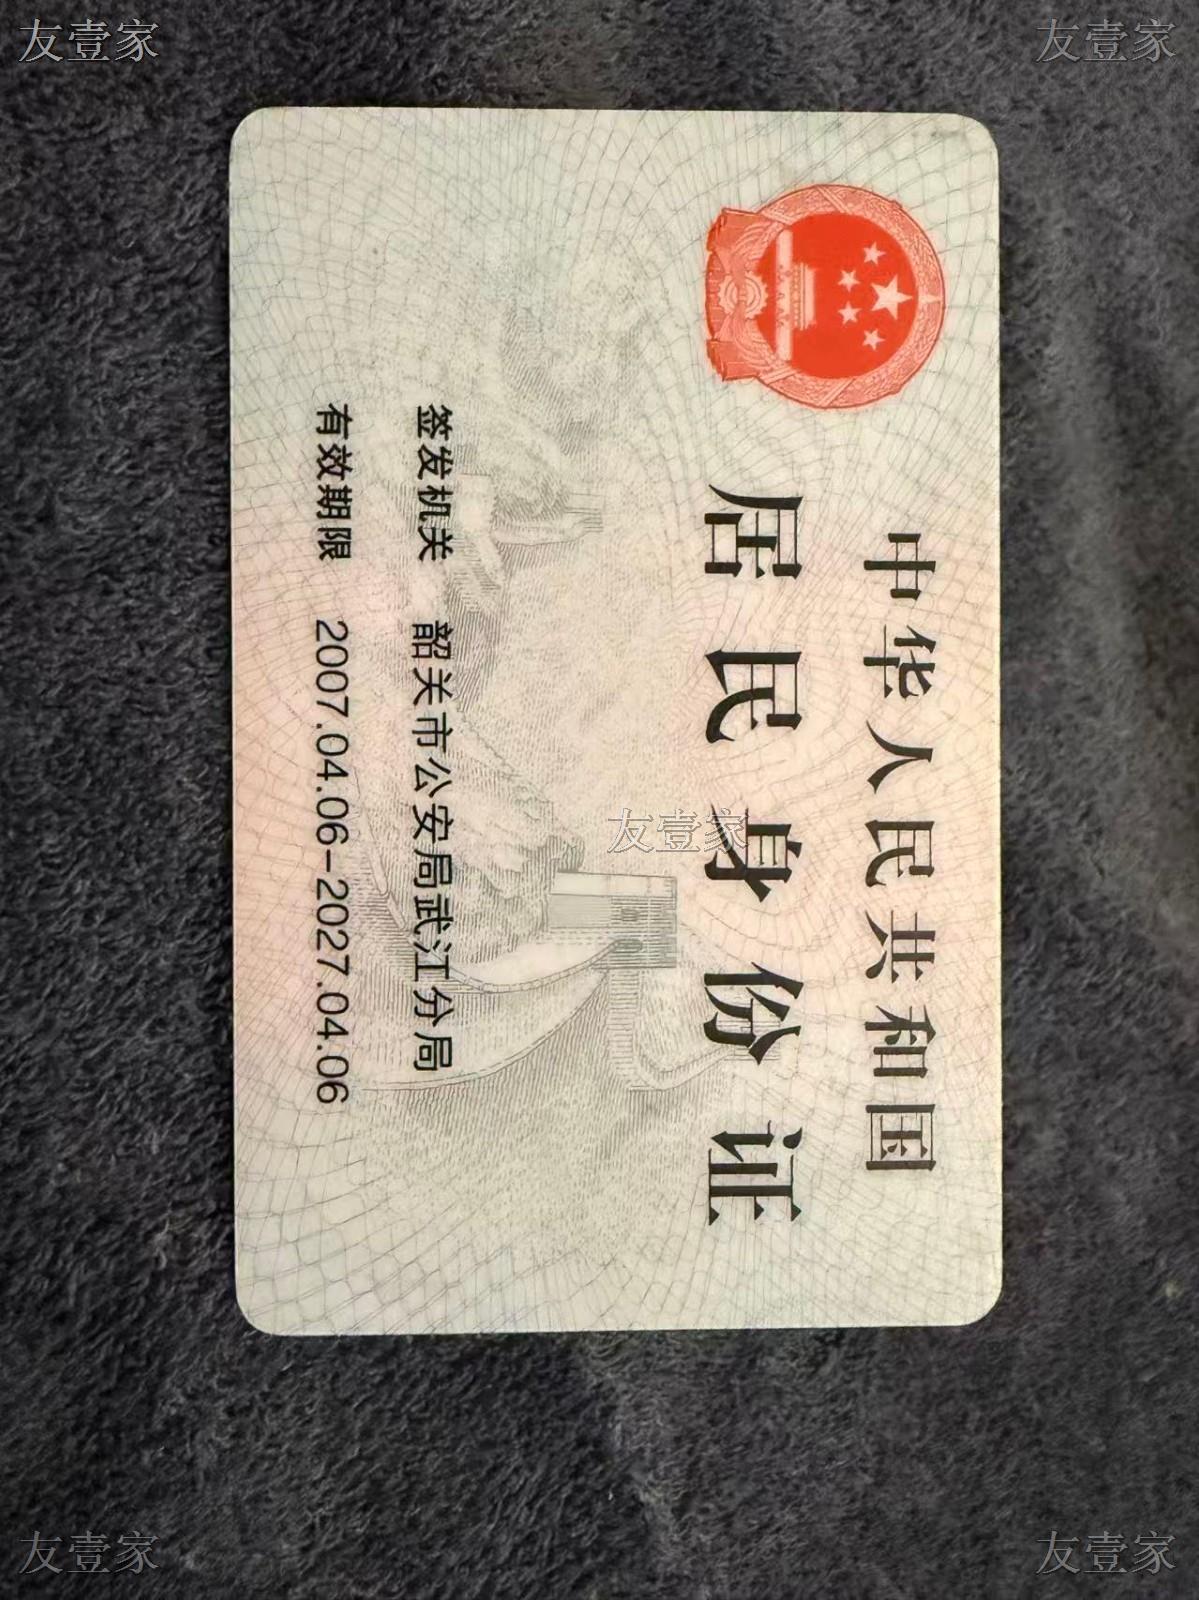 友壹家
友壹家
中华人民共和国
居民身份证
友壹家
签发机关 韶关市公安局武江分局
有效期限 2007.04.06-2027.04.06
友壹家
友壹家